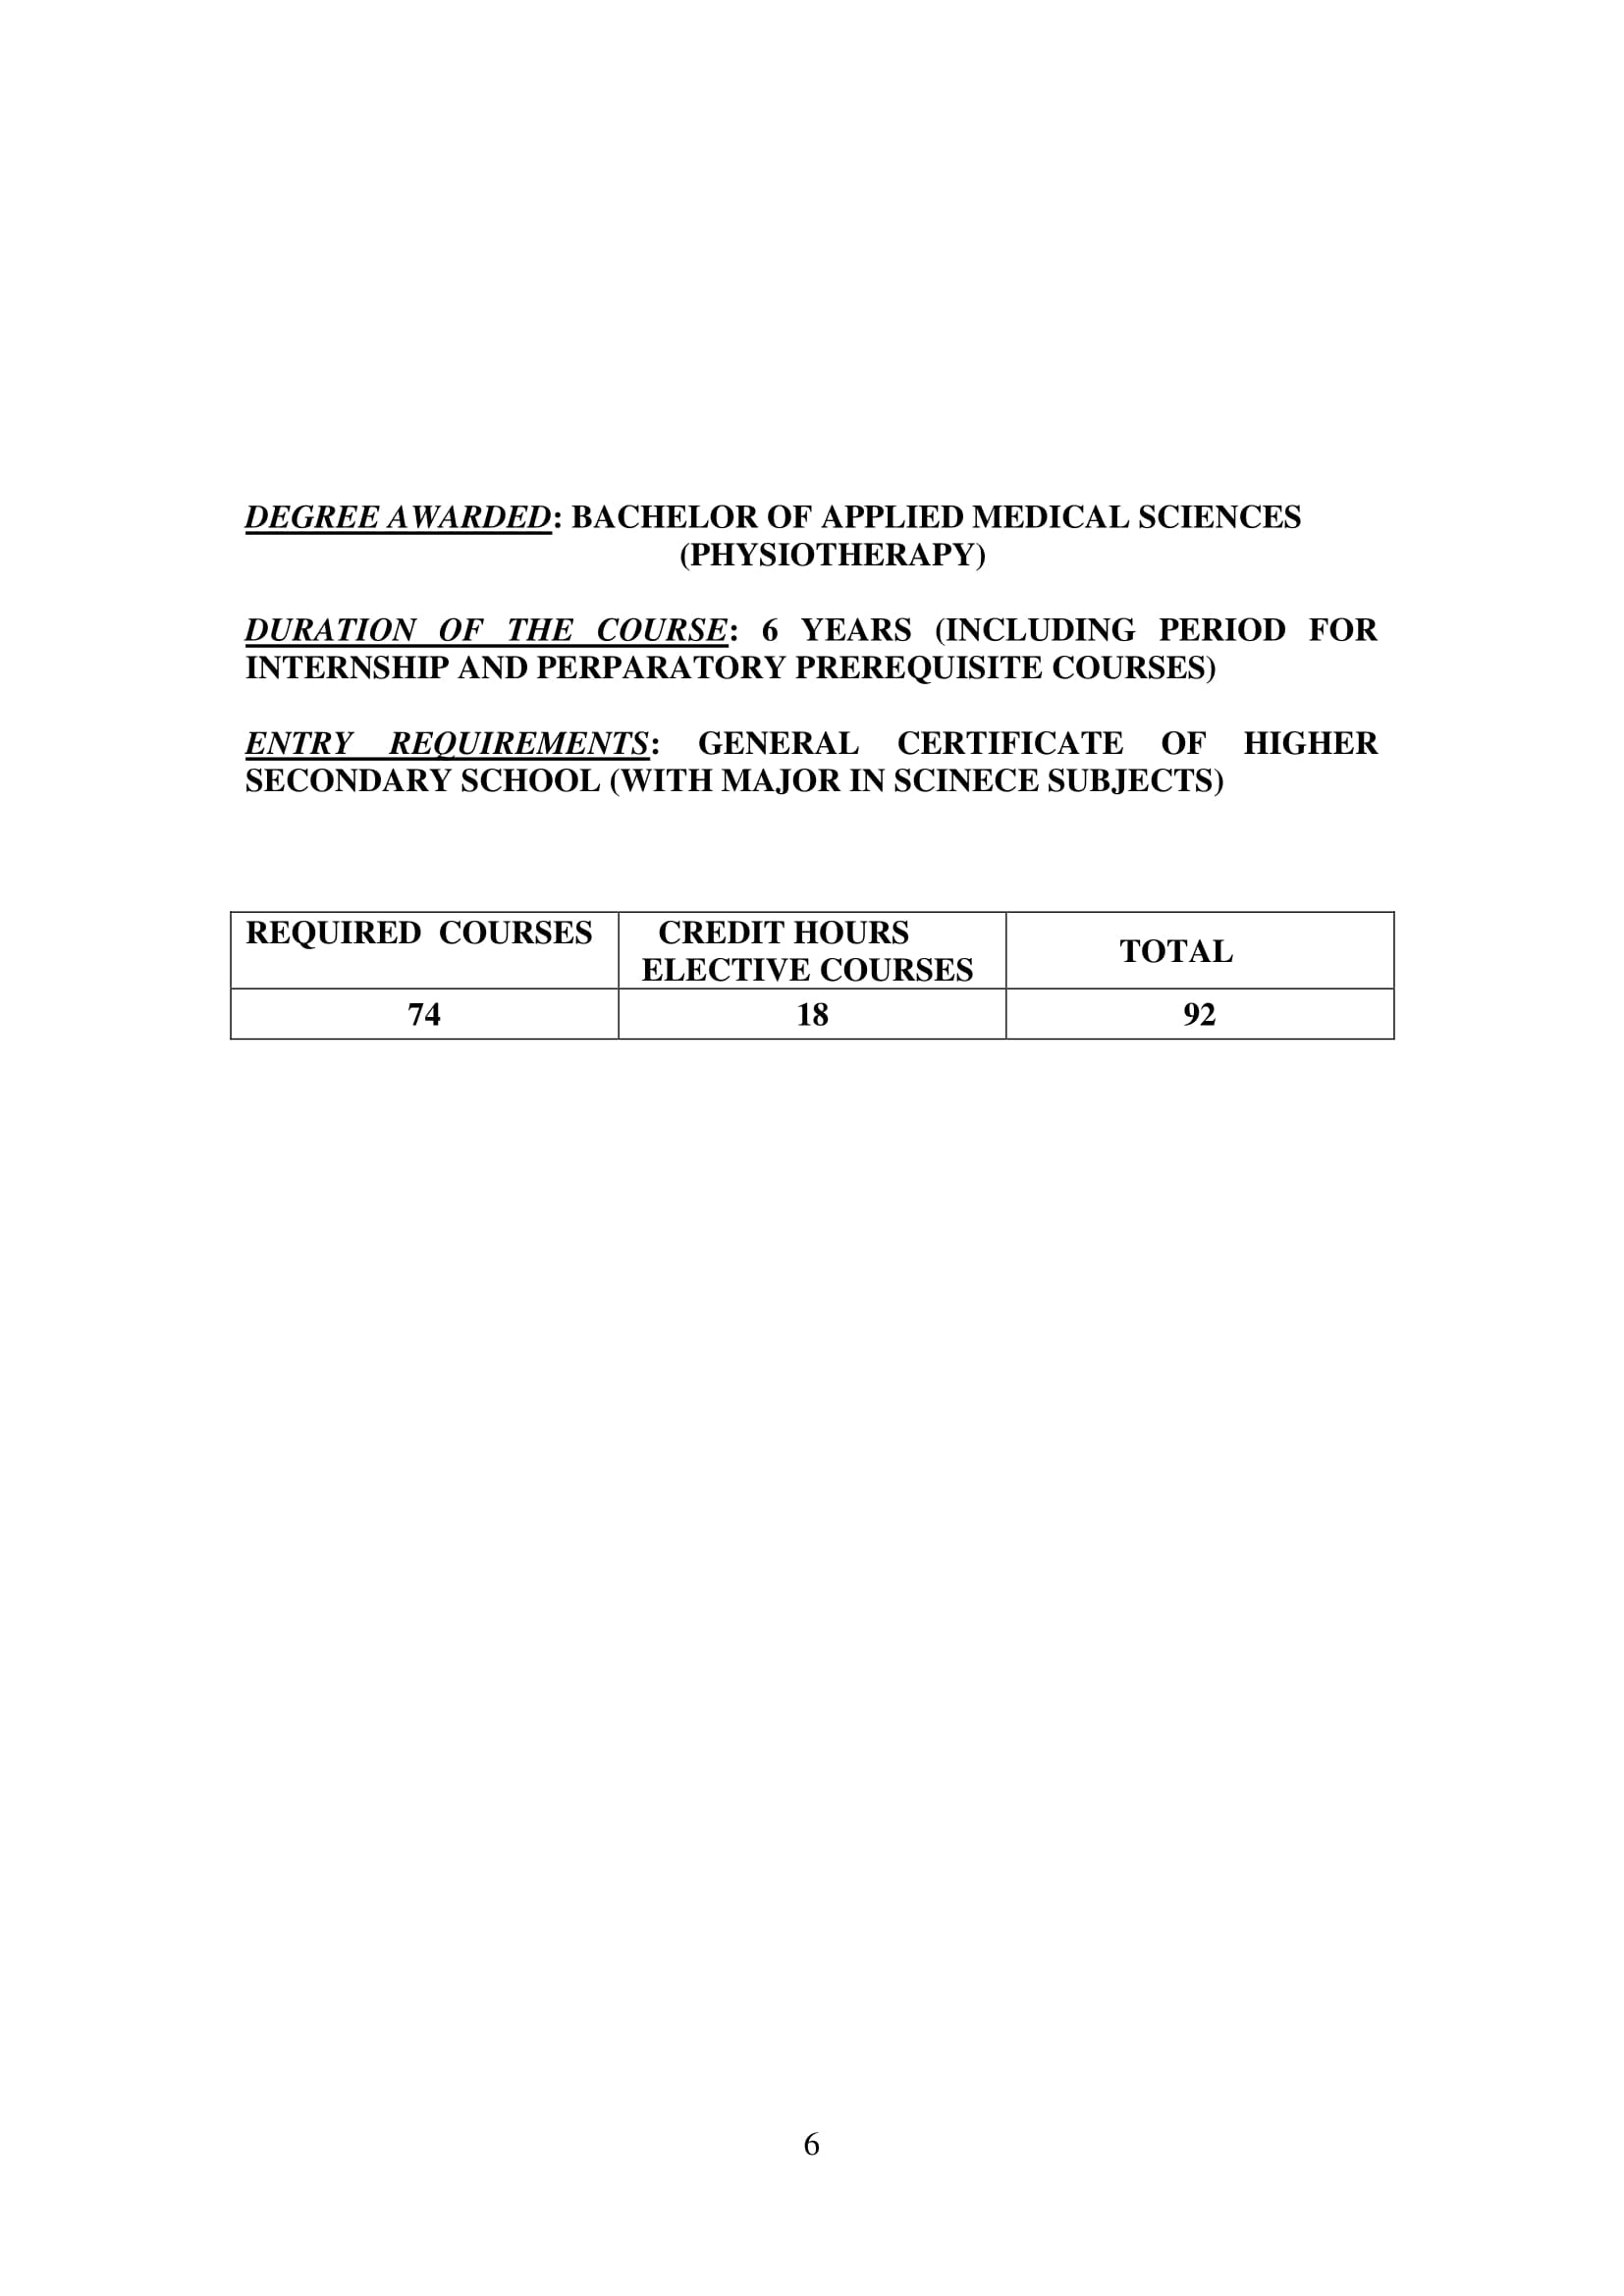 DEGREE AWARDED: BACHELOR OF APPLIED MEDICAL SCIENCES
(PHYSIOTHERAPY)
DURATION OF THE COURSE: 6 YEARS (INCLUDING PERIOD FOR
INTERNSHIP AND PERPARATORY PREREQUISITE COURSES)
ENTRY REQUIREMENTS: GENERAL CERTIFICATE OF HIGHER
SECONDARY SCHOOL (WITH MAJOR IN SCINECE SUBJECTS)
REQUIRED COURSES
CREDIT HOURS
ELECTIVE COURSES
TOTAL
74
18
92
6